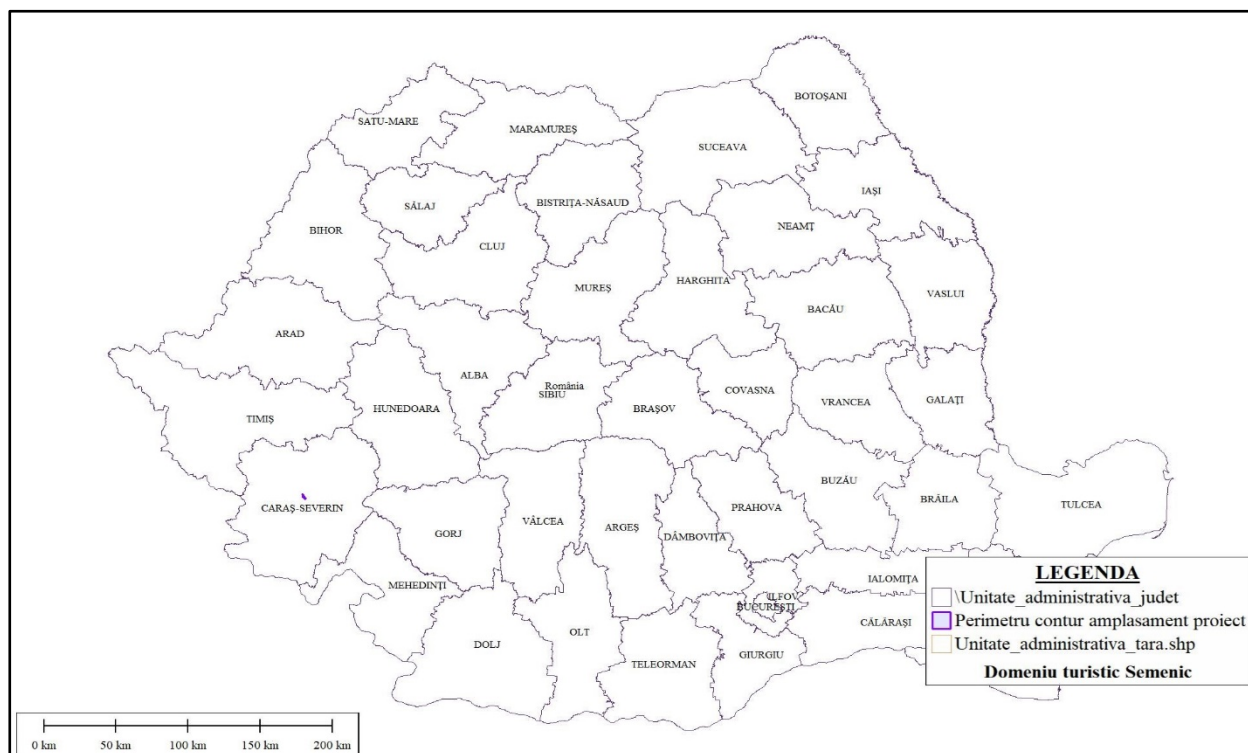 BOTOȘANI
SATU-MARE
MARAMUREȘ
SUCEAVA
IAȘI
SĂLAJ
BISTRIȚA-NĂSAUD
NEAMȚ
BIHOR
CLUJ
MUREȘ
HARGHITA
VASLUI
BACĂU
ARAD
ALBA
România
SIBIU
COVASNA
BRAȘOV
VRANCEA
GALAȚI
HUNEDOARA
TIMIȘ
BUZĂU
BRĂILA
TULCEA
CARAȘ-SEVERIN
PRAHOVA
VÂLCEA
ARGEȘ
GORJ
DÂMBOVIȚA
MEHEDINȚI
IALOMIȚA
ILFOV
BUCUREȘTI
CĂLĂRAȘI
DOLJ
OLT
TELEORMAN
GIURGIU
LEGENDA
\Unitate_administrativa_judet
Perimetru contur amplasament proiect
Unitate_administrativa_tara.shp
Domeniu turistic Semenic
0 km 50 km 100 km 150 km 200 km